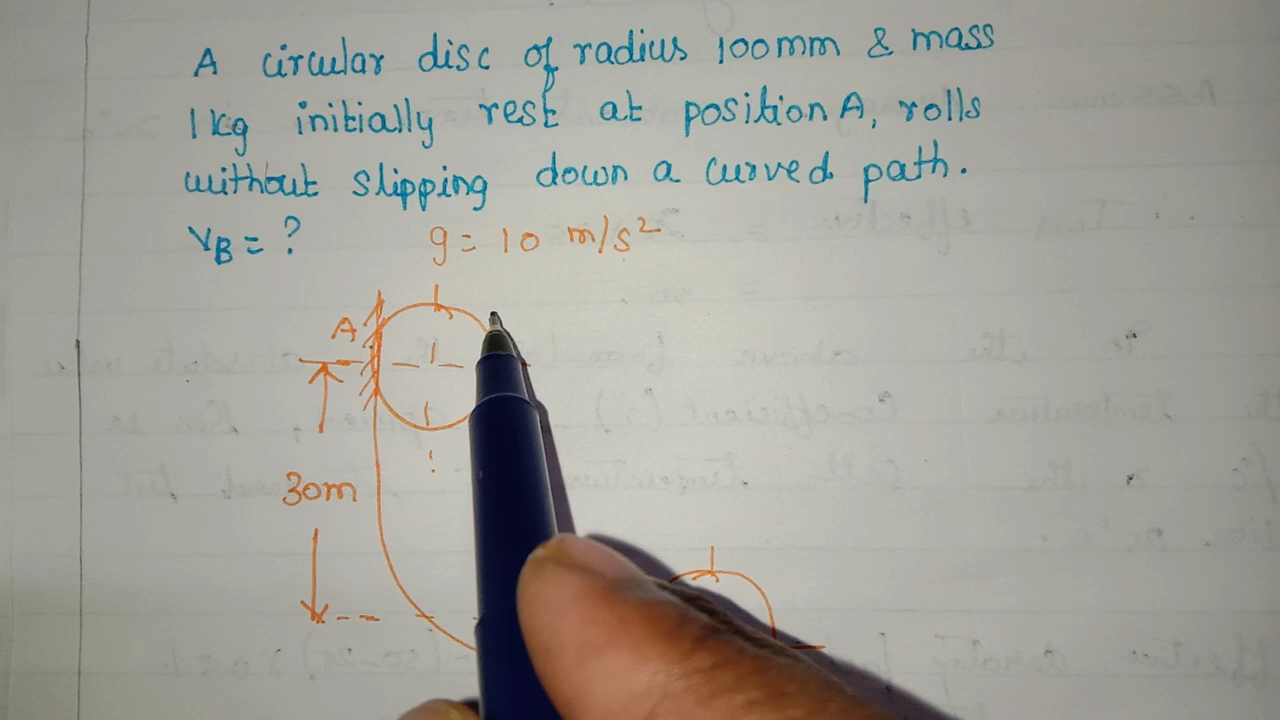 A circular disc of radius 100mm & mass
1kg initially rest at position A, rolls
without slipping down a curved path.
VB = ? g = 10 m/s²
A
30m